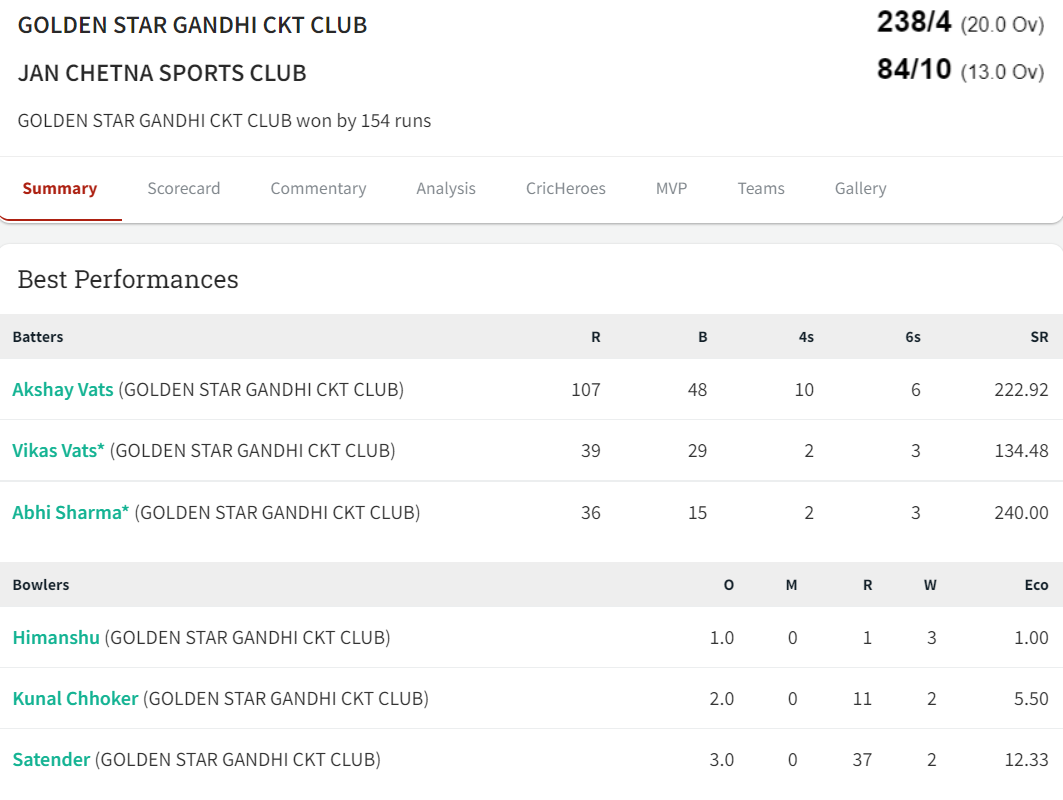 GOLDEN STAR GANDHI CKT CLUB 238/4 (20.0 Ov)
JAN CHETNA SPORTS CLUB 84/10 (13.0 Ov)
GOLDEN STAR GANDHI CKT CLUB won by 154 runs
Summary Scorecard Commentary Analysis CricHeroes MVP Teams Gallery
Best Performances
Batters R B 4s 6s SR
Akshay Vats (GOLDEN STAR GANDHI CKT CLUB) 107 48 10 6 222.92
Vikas Vats* (GOLDEN STAR GANDHI CKT CLUB) 39 29 2 3 134.48
Abhi Sharma* (GOLDEN STAR GANDHI CKT CLUB) 36 15 2 3 240.00
Bowlers O M R W Eco
Himanshu (GOLDEN STAR GANDHI CKT CLUB) 1.0 0 1 3 1.00
Kunal Chhoker (GOLDEN STAR GANDHI CKT CLUB) 2.0 0 11 2 5.50
Satender (GOLDEN STAR GANDHI CKT CLUB) 3.0 0 37 2 12.33